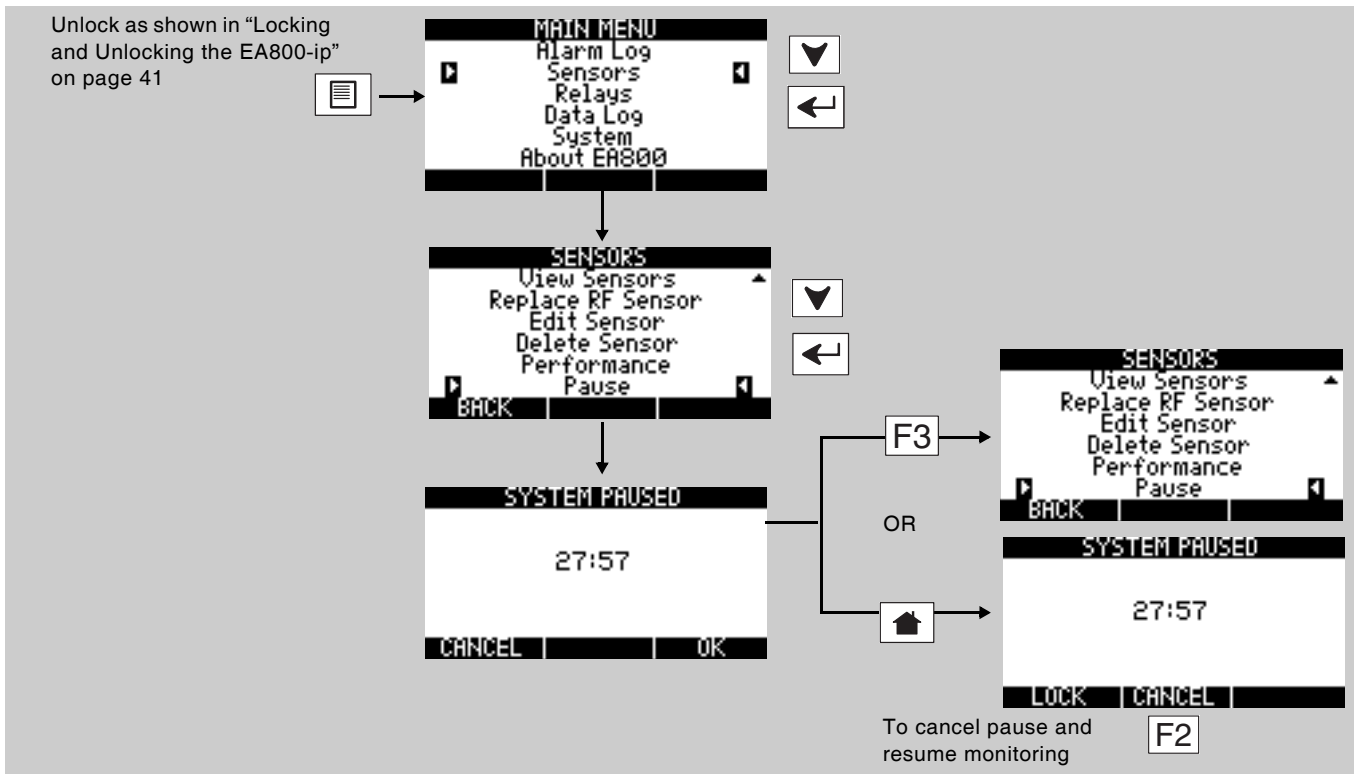 Unlock as shown in “Locking
and Unlocking the EA800-ip”
on page 41
MAIN MENU
Alarm Log
Sensors
Relays
Data Log
System
About EA800
SENSORS
View Sensors
Replace RF Sensor
Edit Sensor
Delete Sensor
Performance
Pause
BACK
SYSTEM PAUSED
27:57
CANCEL OK
F3
OR
SENSORS
View Sensors
Replace RF Sensor
Edit Sensor
Delete Sensor
Performance
Pause
BACK
SYSTEM PAUSED
27:57
LOCK CANCEL
To cancel pause and
resume monitoring
F2